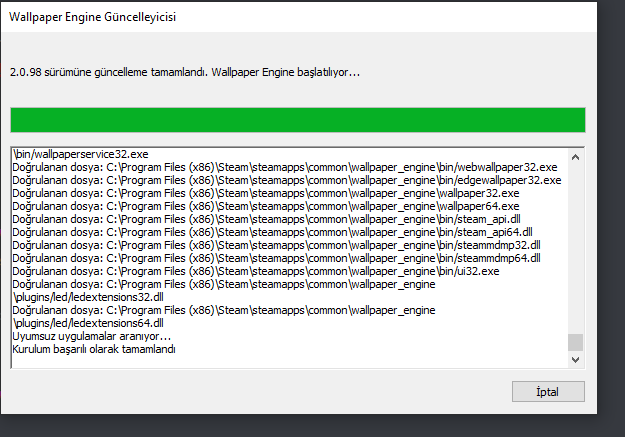 Wallpaper Engine Güncelleyicisi
2.0.98 sürümüne güncelleme tamamlandı. Wallpaper Engine başlatılıyor...
\bin/wallpaperservice32.exe
Doğrulanan dosya: C:\Program Files (x86)\Steam\steamapps\common\wallpaper_engine\bin/webwallpaper32.exe
Doğrulanan dosya: C:\Program Files (x86)\Steam\steamapps\common\wallpaper_engine\bin/edgewallpaper32.exe
Doğrulanan dosya: C:\Program Files (x86)\Steam\steamapps\common\wallpaper_engine\wallpaper32.exe
Doğrulanan dosya: C:\Program Files (x86)\Steam\steamapps\common\wallpaper_engine\wallpaper64.exe
Doğrulanan dosya: C:\Program Files (x86)\Steam\steamapps\common\wallpaper_engine\bin/steam_api.dll
Doğrulanan dosya: C:\Program Files (x86)\Steam\steamapps\common\wallpaper_engine\bin/steam_api64.dll
Doğrulanan dosya: C:\Program Files (x86)\Steam\steamapps\common\wallpaper_engine\bin/steammdmp32.dll
Doğrulanan dosya: C:\Program Files (x86)\Steam\steamapps\common\wallpaper_engine\bin/steammdmp64.dll
Doğrulanan dosya: C:\Program Files (x86)\Steam\steamapps\common\wallpaper_engine\bin/ui32.exe
Doğrulanan dosya: C:\Program Files (x86)\Steam\steamapps\common\wallpaper_engine
\plugins/led/ledextensions32.dll
Doğrulanan dosya: C:\Program Files (x86)\Steam\steamapps\common\wallpaper_engine
\plugins/led/ledextensions64.dll
Uyumsuz uygulamalar aranıyor...
Kurulum başarılı olarak tamamlandı
İptal